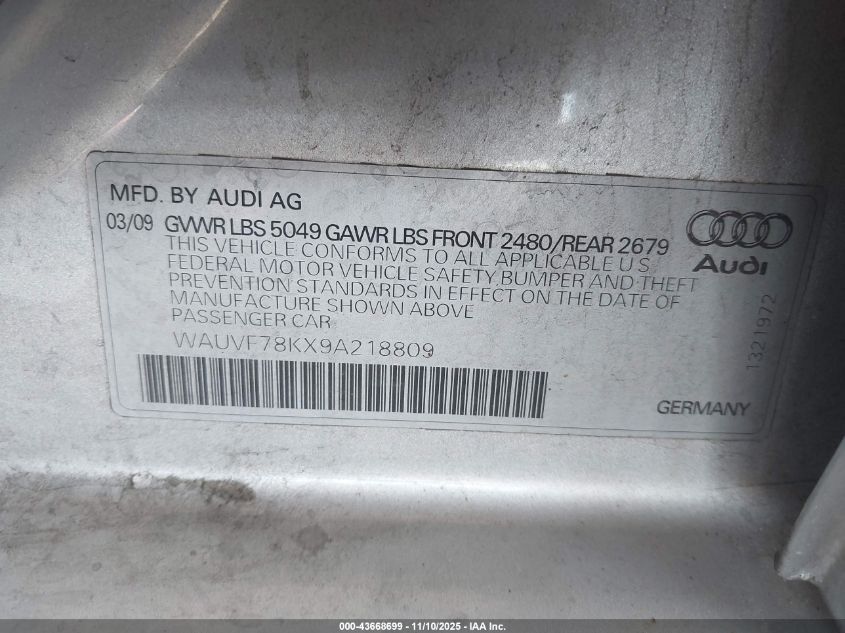 MFD. BY AUDI AG
03/09 GVWR LBS 5049 GAWR LBS FRONT 2480/REAR 2679
THIS VEHICLE CONFORMS TO ALL APPLICABLE U S
FEDERAL MOTOR VEHICLE SAFETY, BUMPER AND THEFT
PREVENTION STANDARDS IN EFFECT ON THE DATE OF
MANUFACTURE SHOWN ABOVE
PASSENGER CAR
WAUVF78KX9A218809
Audi
1321972
GERMANY
000-43668699 - 11/10/2025 - IAA Inc.